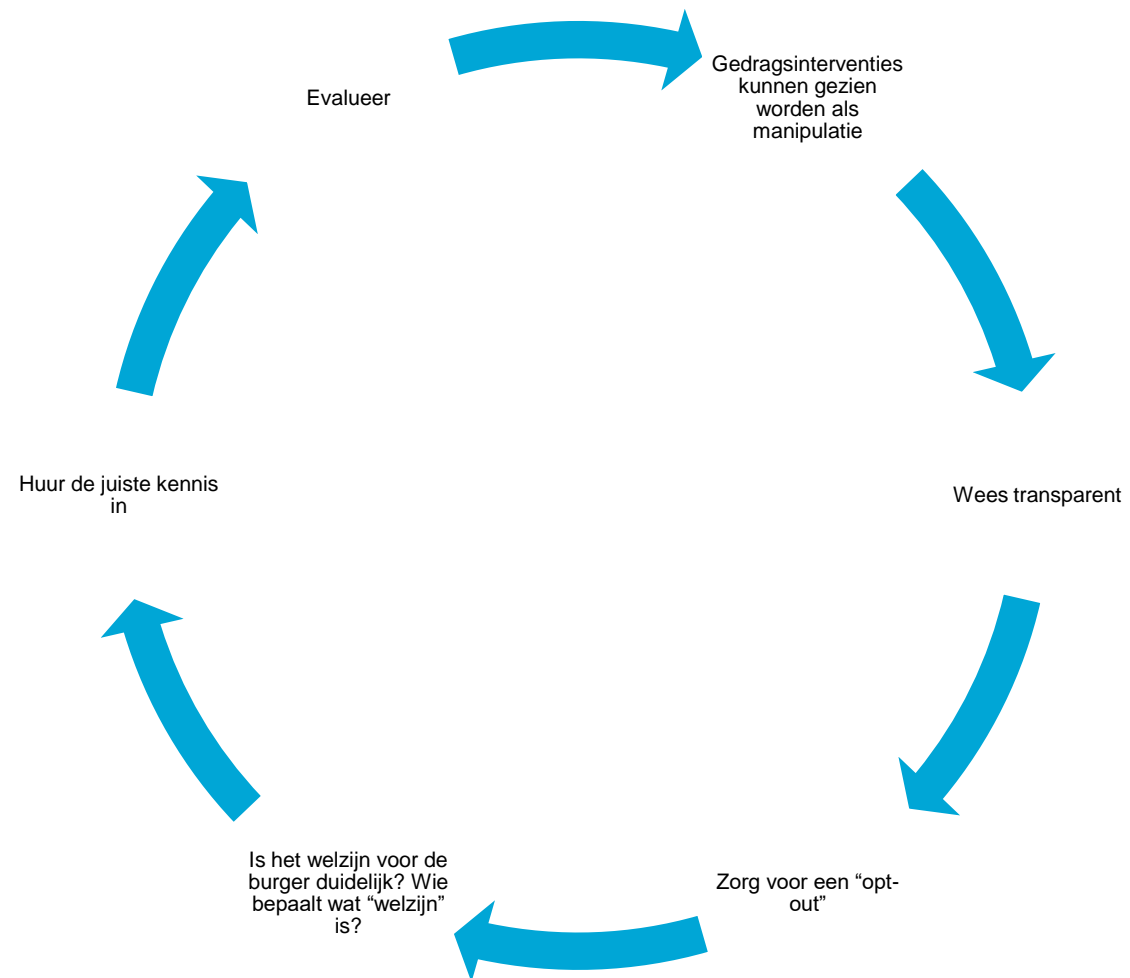 Gedragsinterventies
kunnen gezien
worden als
manipulatie
Wees transparent
Zorg voor een “opt-
out”
Is het welzijn voor de
burger duidelijk? Wie
bepaalt wat “welzijn”
is?
Huur de juiste kennis
in
Evalueer